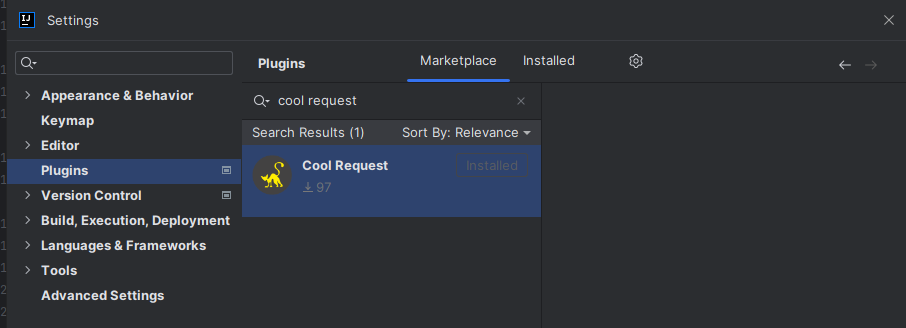 IJ
Settings
Plugins
Marketplace
Installed
Appearance & Behavior
Keymap
Editor
Plugins
Version Control
Build, Execution, Deployment
Languages & Frameworks
Tools
Advanced Settings
cool request
Search Results (1)
Sort By: Relevance
Cool Request
Installed
97